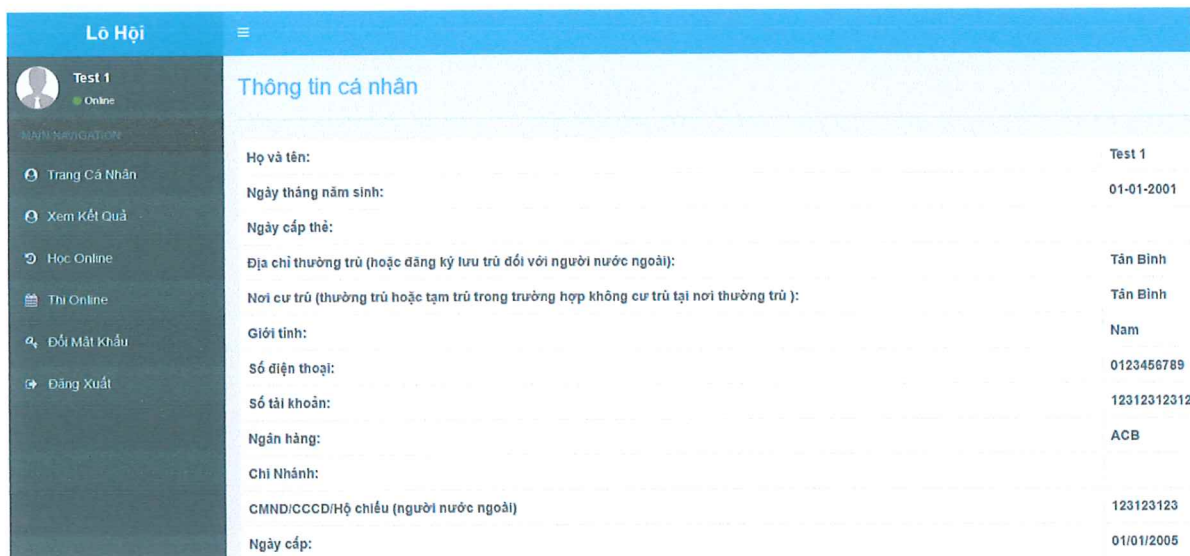 Lô Hội
Test 1
Online
MAIN NAVIGATION
Trang Cá Nhân
Xem Kết Quả
Học Online
Thi Online
Đổi Mật Khẩu
Đăng Xuất
Thông tin cá nhân
Họ và tên: Test 1
Ngày tháng năm sinh: 01-01-2001
Ngày cấp thẻ:
Địa chỉ thường trú (hoặc đăng ký lưu trú đối với người nước ngoài): Tân Bình
Nơi cư trú (thường trú hoặc tạm trú trong trường hợp không cư trú tại nơi thường trú ): Tân Bình
Giới tính: Nam
Số điện thoại: 0123456789
Số tài khoản: 12312312312
Ngân hàng: ACB
Chi Nhánh:
CMND/CCCD/Hộ chiếu (người nước ngoài) 123123123
Ngày cấp: 01/01/2005